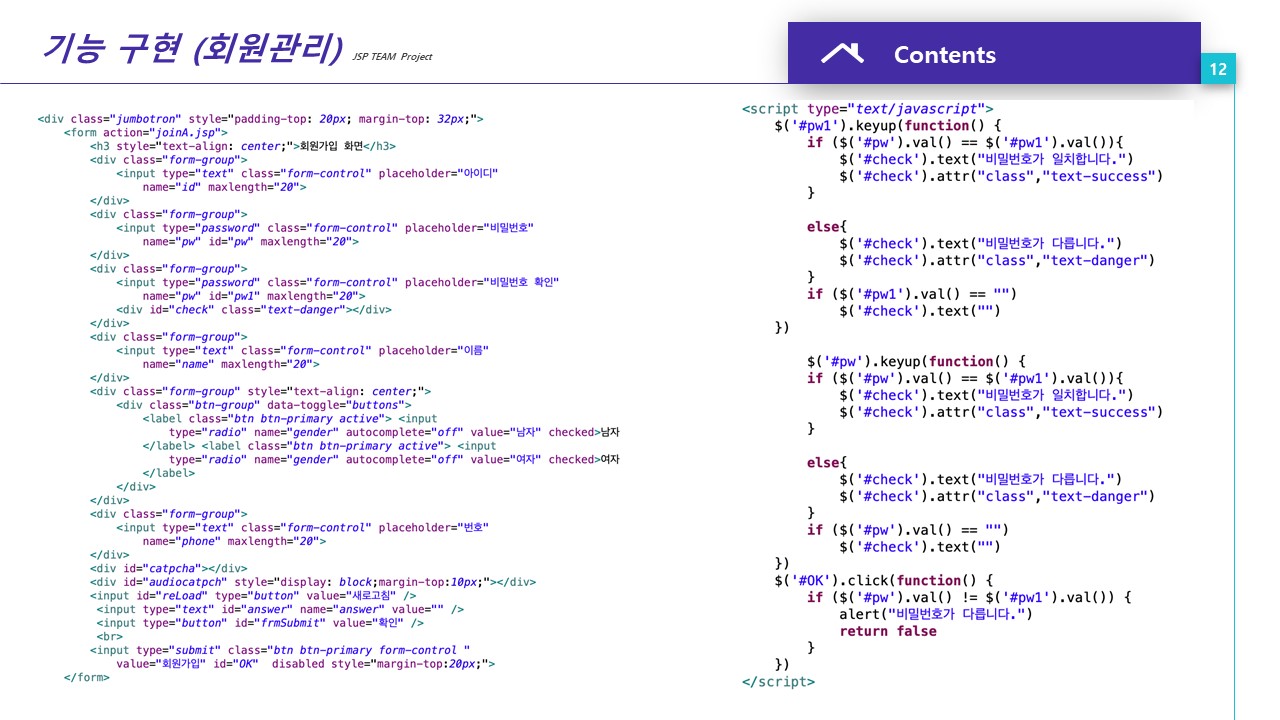 기능 구현 (회원관리) JSP TEAM Project
Contents
12
<div class="jumbotron" style="padding-top: 20px; margin-top: 32px;">
<form action="joinA.jsp">
<h3 style="text-align: center;">회원가입 화면</h3>
<div class="form-group">
<input type="text" class="form-control" placeholder="아이디"
name="id" maxlength="20">
</div>
<div class="form-group">
<input type="password" class="form-control" placeholder="비밀번호"
name="pw" id="pw" maxlength="20">
</div>
<div class="form-group">
<input type="password" class="form-control" placeholder="비밀번호 확인"
name="pw" id="pw1" maxlength="20">
<div id="check" class="text-danger"></div>
</div>
<div class="form-group">
<input type="text" class="form-control" placeholder="이름"
name="name" maxlength="20">
</div>
<div class="form-group" style="text-align: center;">
<div class="btn-group" data-toggle="buttons">
<label class="btn btn-primary active"> <input
type="radio" name="gender" autocomplete="off" value="남자" checked>남자
</label> <label class="btn btn-primary active"> <input
type="radio" name="gender" autocomplete="off" value="여자" checked>여자
</label>
</div>
</div>
<div class="form-group">
<input type="text" class="form-control" placeholder="번호"
name="phone" maxlength="20">
</div>
<div id="catpcha"></div>
<div id="audiocatpch" style="display: block;margin-top:10px;"></div>
<input id="reLoad" type="button" value="새로고침" />
<input type="text" id="answer" name="answer" value="" />
<input type="button" id="frmSubmit" value="확인" />
<br>
<input type="submit" class="btn btn-primary form-control "
value="회원가입" id="OK" disabled style="margin-top:20px;">
</form>
<script type="text/javascript">
$('#pw1').keyup(function() {
if ($('#pw').val() == $('#pw1').val()){
$('#check').text("비밀번호가 일치합니다.")
$('#check').attr("class","text-success")
}
else{
$('#check').text("비밀번호가 다릅니다.")
$('#check').attr("class","text-danger")
}
if ($('#pw1').val() == "")
$('#check').text("")
})
$('#pw').keyup(function() {
if ($('#pw').val() == $('#pw1').val()){
$('#check').text("비밀번호가 일치합니다.")
$('#check').attr("class","text-success")
}
else{
$('#check').text("비밀번호가 다릅니다.")
$('#check').attr("class","text-danger")
}
if ($('#pw').val() == "")
$('#check').text("")
})
$('#OK').click(function() {
if ($('#pw').val() != $('#pw1').val()) {
alert("비밀번호가 다릅니다.")
return false
}
})
</script>